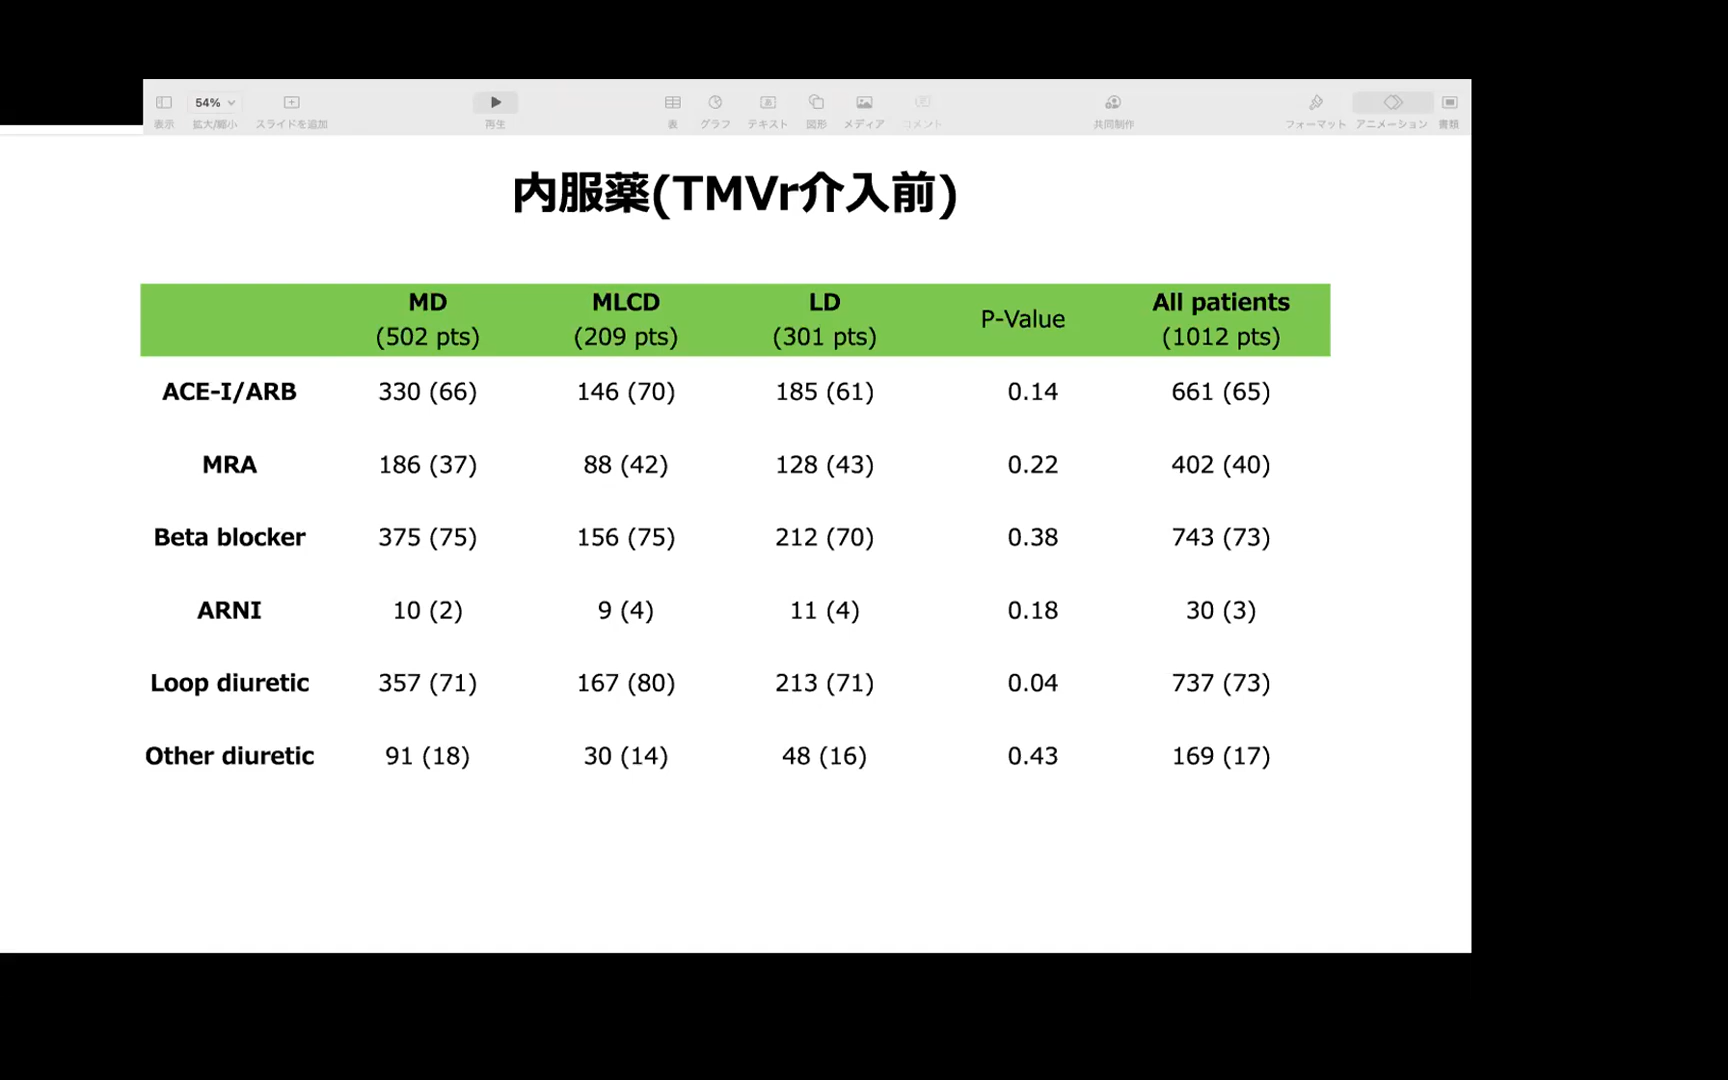 54%
表示 拡大/縮小 スライドを追加 再生 表 グラフ テキスト 図形 メディア コメント 共同制作 フォーマット アニメーション 書類
内服薬(TMVr介入前)
MD MLCD LD P-Value All patients
(502 pts) (209 pts) (301 pts) (1012 pts)
ACE-I/ARB 330 (66) 146 (70) 185 (61) 0.14 661 (65)
MRA 186 (37) 88 (42) 128 (43) 0.22 402 (40)
Beta blocker 375 (75) 156 (75) 212 (70) 0.38 743 (73)
ARNI 10 (2) 9 (4) 11 (4) 0.18 30 (3)
Loop diuretic 357 (71) 167 (80) 213 (71) 0.04 737 (73)
Other diuretic 91 (18) 30 (14) 48 (16) 0.43 169 (17)